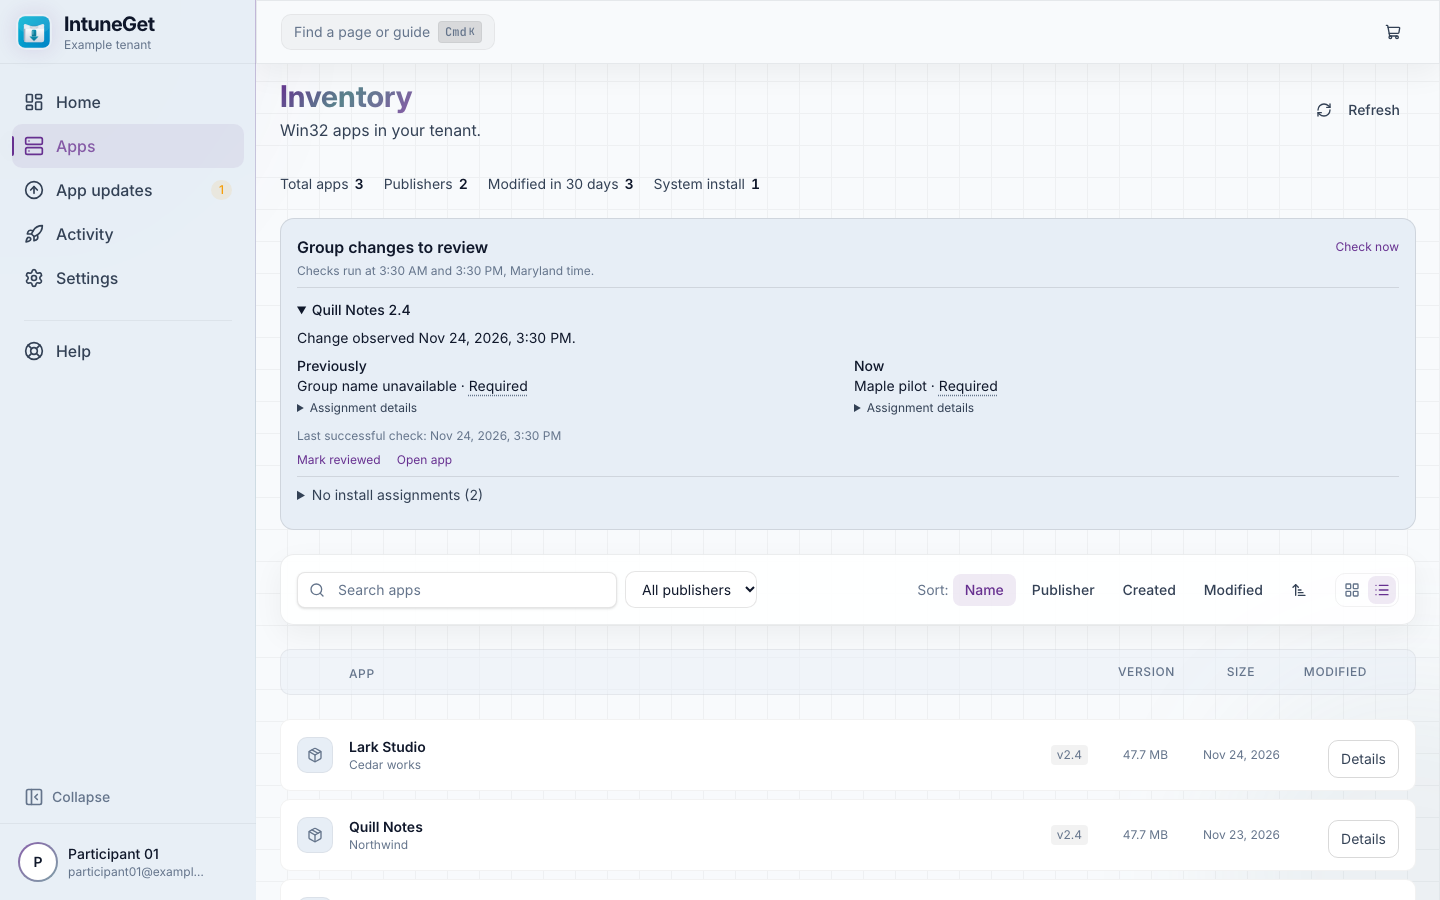 IntuneGet
Example tenant
Find a page or guide Cmd K
Home
Apps
App updates 1
Activity
Settings
Help
Collapse
P
Participant 01
participant01@exampl...
Inventory
Win32 apps in your tenant.
Refresh
Total apps 3 Publishers 2 Modified in 30 days 3 System install 1
Group changes to review
Check now
Checks run at 3:30 AM and 3:30 PM, Maryland time.
Quill Notes 2.4
Change observed Nov 24, 2026, 3:30 PM.
Previously
Group name unavailable · Required
Assignment details
Now
Maple pilot · Required
Assignment details
Last successful check: Nov 24, 2026, 3:30 PM
Mark reviewed Open app
No install assignments (2)
Search apps
All publishers
Sort: Name Publisher Created Modified
APP VERSION SIZE MODIFIED
Lark Studio
Cedar works
v2.4 47.7 MB Nov 24, 2026 Details
Quill Notes
Northwind
v2.4 47.7 MB Nov 23, 2026 Details